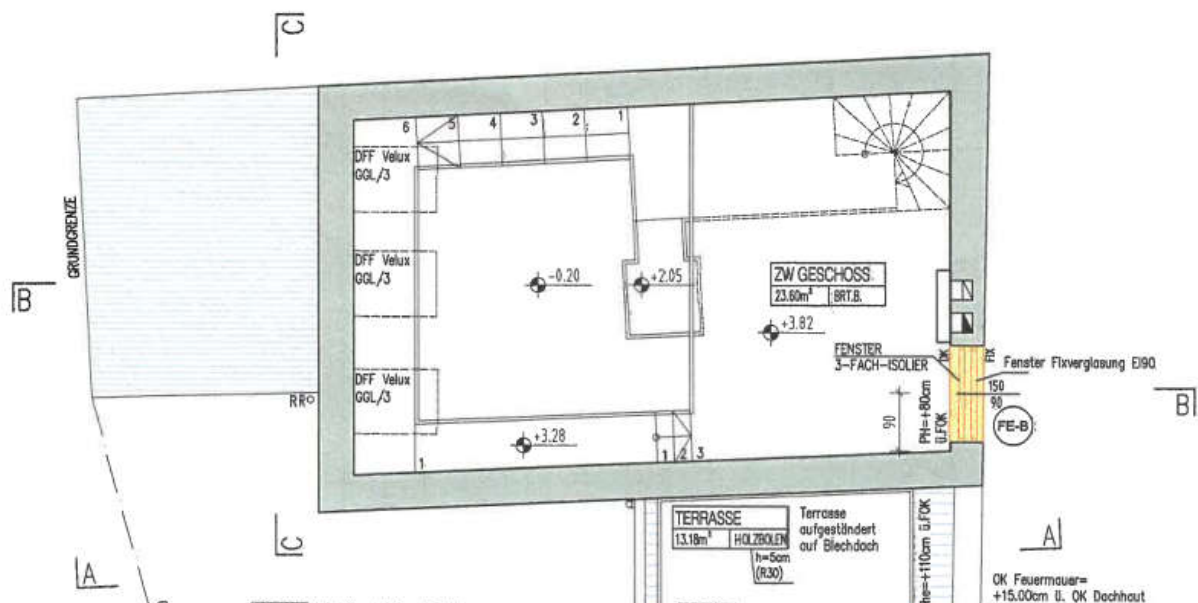 C
6 5 4 3 2 1
DFF Velux
GGL/3
GRUNDGRENZE
B
DFF Velux
GGL/3
-0.20
+2.05
ZW GESCHOSS
23.60m² BRT.B.
+3.82
FENSTER
3-FACH-ISOLIER
DK
FIX
Fenster Fixverglasung EI90
DFF Velux
GGL/3
RR
90
PH=+80cm
ü.FOK
150
90
FE-B
B
+3.28
1
1 2 3
C
TERRASSE
13.18m² HOLZBOLEN
h=5cm
(R30)
Terrasse
aufgeständert
auf Blechdach
he=+110cm ü.FOK
A
A
OK Feuermauer=
+15.00cm ü. OK Dachhaut